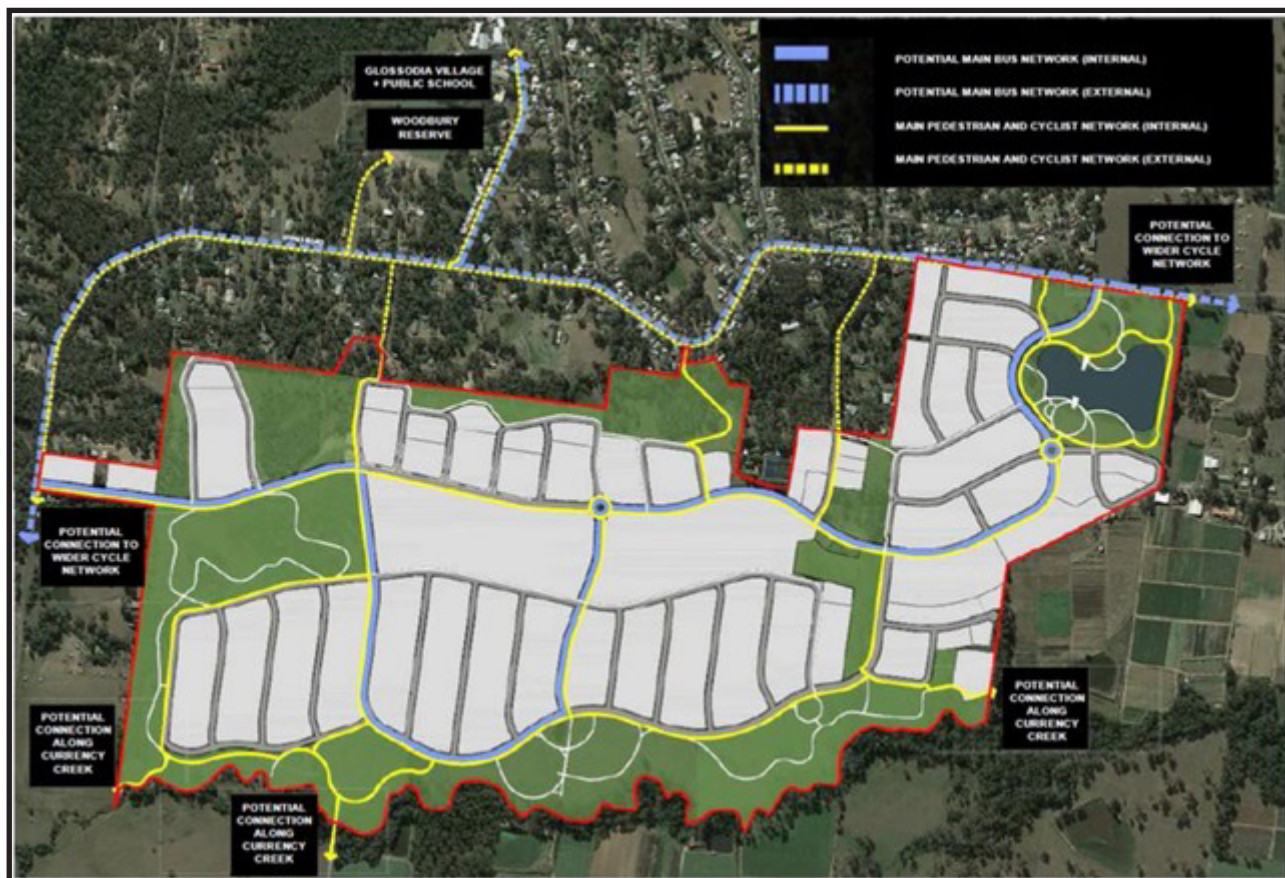 GLOSSODIA VILLAGE
+ PUBLIC SCHOOL
WOODBURY
RESERVE
POTENTIAL MAIN BUS NETWORK (INTERNAL)
POTENTIAL MAIN BUS NETWORK (EXTERNAL)
MAIN PEDESTRIAN AND CYCLIST NETWORK (INTERNAL)
MAIN PEDESTRIAN AND CYCLIST NETWORK (EXTERNAL)
POTENTIAL
CONNECTION TO
WIDER CYCLE
NETWORK
POTENTIAL
CONNECTION TO
WIDER CYCLE
NETWORK
POTENTIAL
CONNECTION
ALONG
CURRENCY
CREEK
POTENTIAL
CONNECTION
ALONG
CURRENCY
CREEK
POTENTIAL
CONNECTION
ALONG
CURRENCY
CREEK